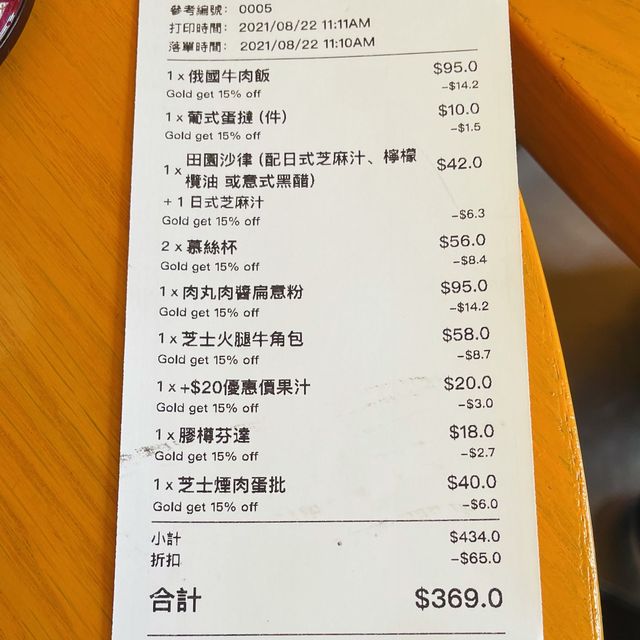 參考編號: 0005
打印時間: 2021/08/22 11:11AM
落單時間: 2021/08/22 11:10AM
1 x 俄國牛肉飯 $95.0
Gold get 15% off -$14.2
1 x 葡式蛋撻 (件) $10.0
Gold get 15% off -$1.5
1 x 田園沙律 (配日式芝麻汁、檸檬 $42.0
欖油 或意式黑醋)
+ 1 日式芝麻汁
Gold get 15% off -$6.3
2 x 慕絲杯 $56.0
Gold get 15% off -$8.4
1 x 肉丸肉醬扁意粉 $95.0
Gold get 15% off -$14.2
1 x 芝士火腿牛角包 $58.0
Gold get 15% off -$8.7
1 x +$20優惠價果汁 $20.0
Gold get 15% off -$3.0
1 x 膠樽芬達 $18.0
Gold get 15% off -$2.7
1 x 芝士煙肉蛋批 $40.0
Gold get 15% off -$6.0
小計 $434.0
折扣 -$65.0
合計 $369.0